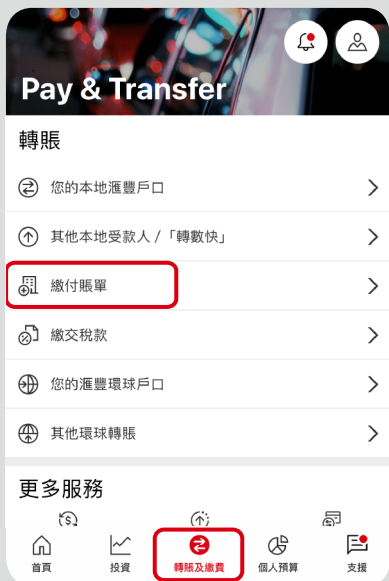 Pay & Transfer
轉賬
您的本地滙豐戶口
其他本地受款人 /「轉數快」
繳付賬單
繳交稅款
您的滙豐環球戶口
其他環球轉賬
更多服務
首頁
投資
轉賬及繳費
個人預算
支援